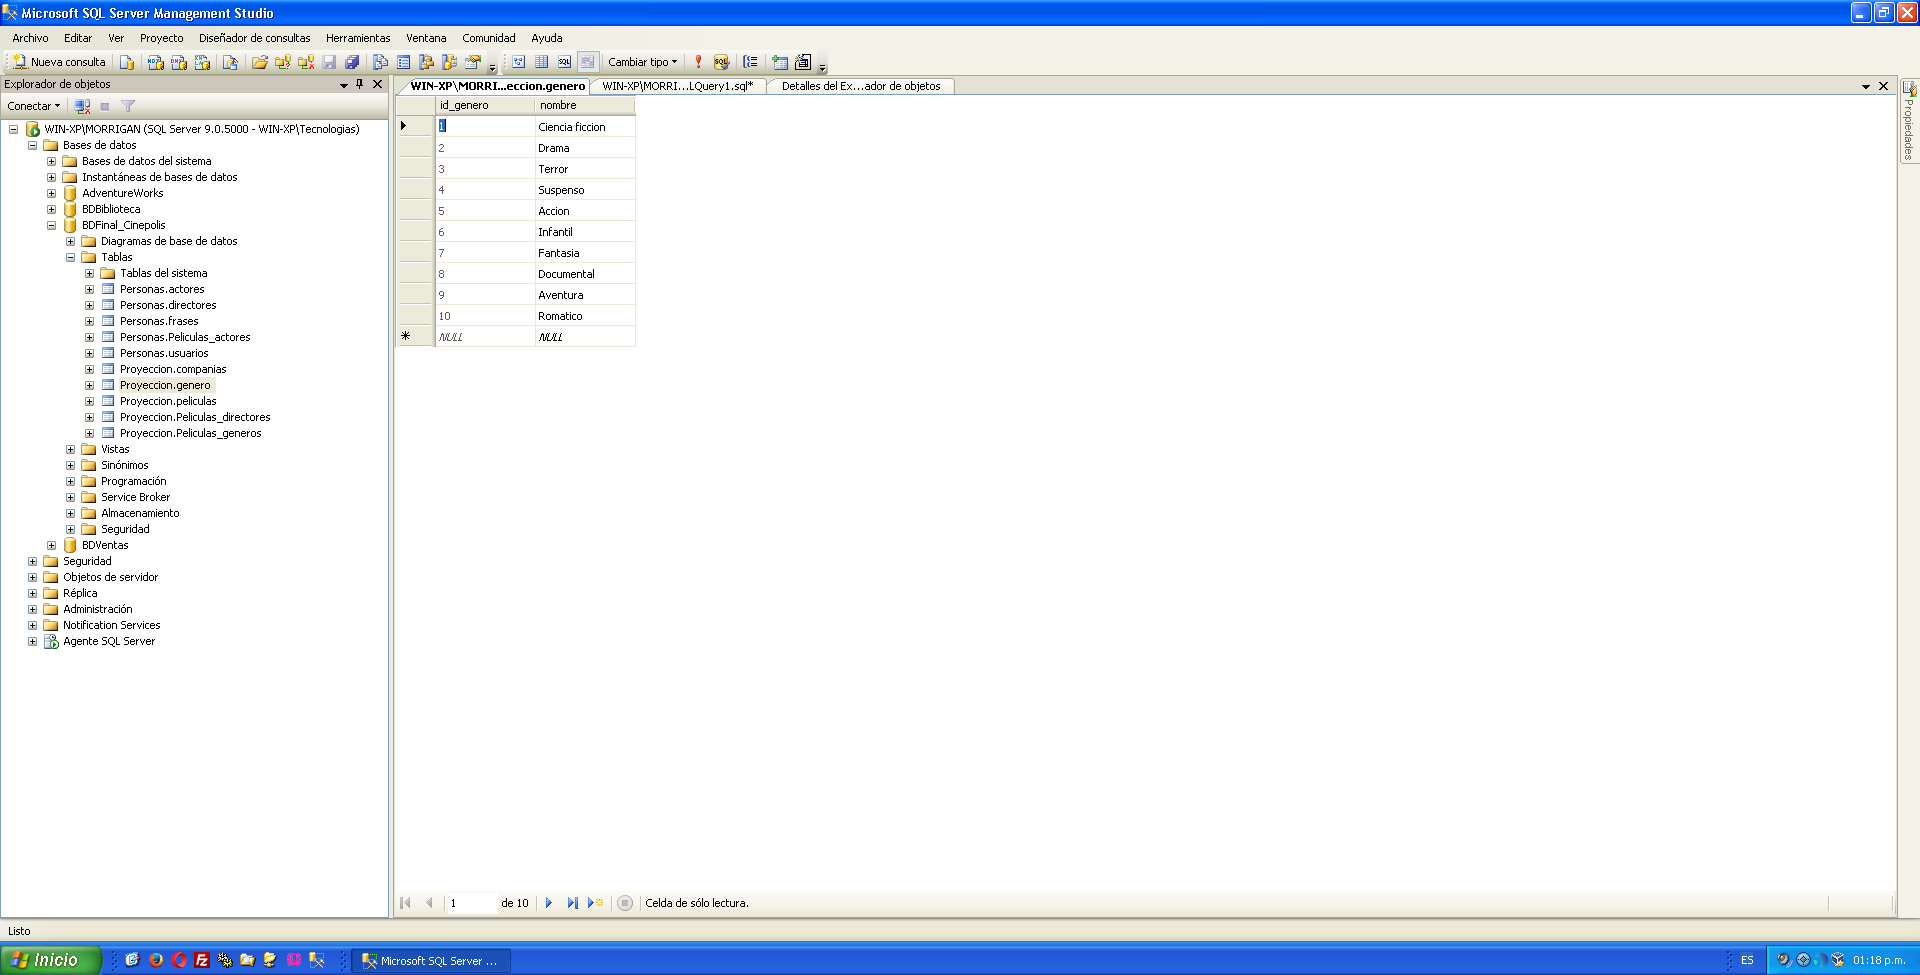 Microsoft SQL Server Management Studio
Archivo Editar Ver Proyecto Diseñador de consultas Herramientas Ventana Comunidad Ayuda
Nueva consulta Cambiar tipo
Explorador de objetos
WIN-XP\MORRI...eccion.genero WIN-XP\MORRI...LQuery1.sql* Detalles del Ex...ador de objetos
Conectar
id_genero nombre
1 Ciencia ficcion
2 Drama
3 Terror
4 Suspenso
5 Accion
6 Infantil
7 Fantasia
8 Documental
9 Aventura
10 Romatico
NULL NULL
WIN-XP\MORRIGAN (SQL Server 9.0.5000 - WIN-XP\Tecnologias)
Bases de datos
Bases de datos del sistema
Instantáneas de bases de datos
AdventureWorks
BDBiblioteca
BDFinal_Cinepolis
Diagramas de base de datos
Tablas
Tablas del sistema
Personas.actores
Personas.directores
Personas.frases
Personas.Peliculas_actores
Personas.usuarios
Proyeccion.companias
Proyeccion.genero
Proyeccion.peliculas
Proyeccion.Peliculas_directores
Proyeccion.Peliculas_generos
Vistas
Sinónimos
Programación
Service Broker
Almacenamiento
Seguridad
BDVentas
Seguridad
Objetos de servidor
Réplica
Administración
Notification Services
Agente SQL Server
Propiedades
1 de 10 Celda de sólo lectura.
Listo
Inicio Microsoft SQL Server ... ES 01:18 p.m.